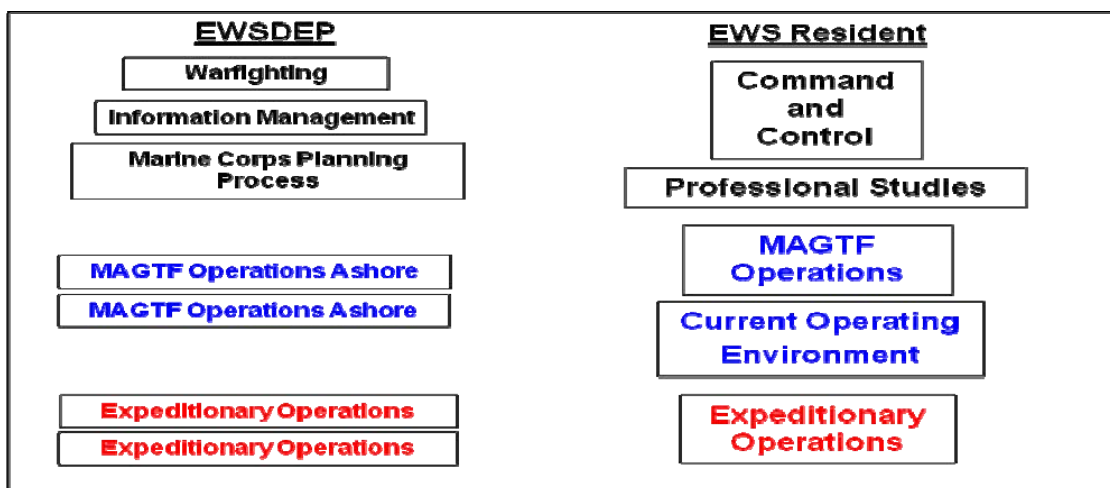 EWSDEP
Warfighting
Information Management
Marine Corps Planning
Process
MAGTF Operations Ashore
MAGTF Operations Ashore
Expeditionary Operations
Expeditionary Operations
EWS Resident
Command
and
Control
Professional Studies
MAGTF
Operations
Current Operating
Environment
Expeditionary
Operations